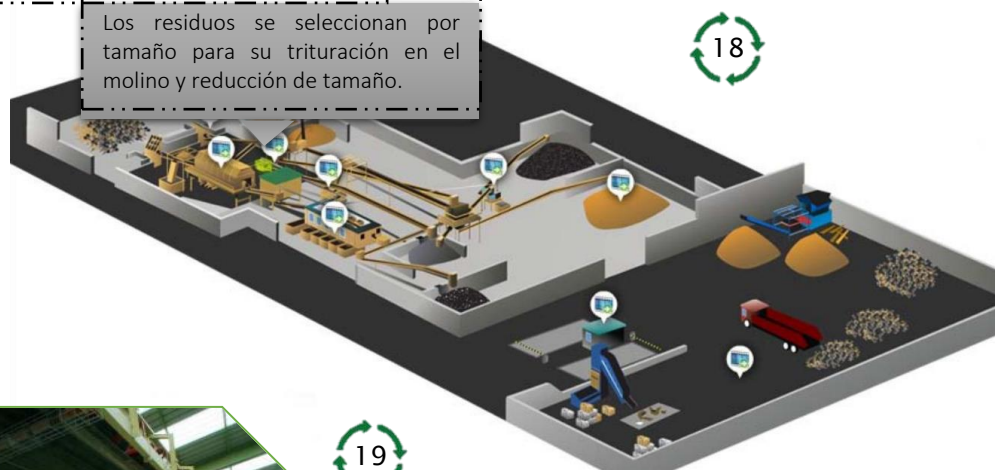 Los residuos se seleccionan por
tamaño para su trituración en el
molino y reducción de tamaño.
18
19